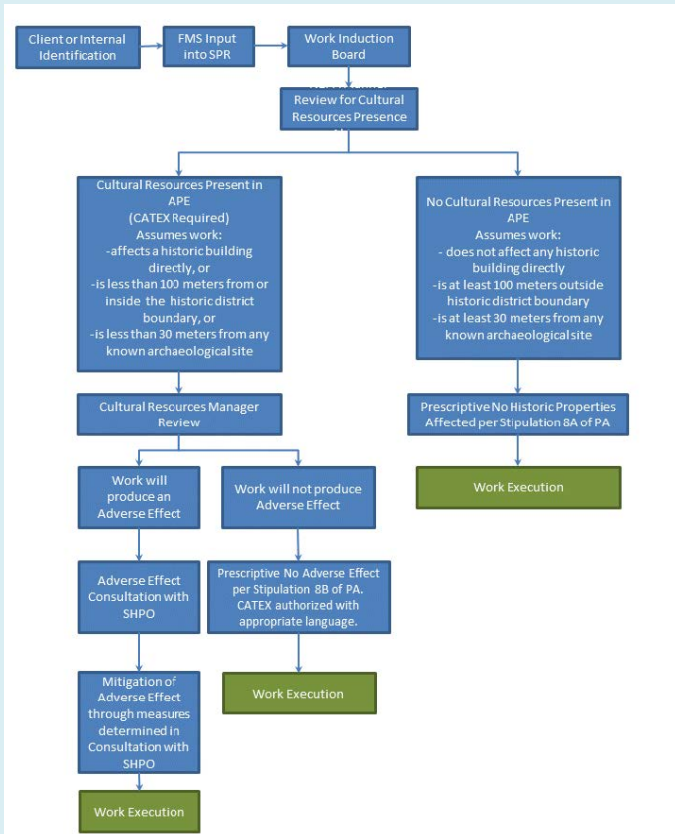 Client or Internal
Identification
FMS Input
into SPR
Work Induction
Board
Review for Cultural
Resources Presence
Cultural Resources Present in
APE
(CATEX Required)
Assumes work:
-affects a historic building
directly, or
-is less than 100 meters from or
inside the historic district
boundary, or
-is less than 30 meters from any
known archaeological site
No Cultural Resources Present in
APE
Assumes work:
- does not affect any historic
building directly
-is at least 100 meters outside
historic district boundary
-is at least 30 meters from any
known archaeological site
Cultural Resources Manager
Review
Prescriptive No Historic Properties
Affected per Stipulation 8A of PA
Work Execution
Work will
produce an
Adverse Effect
Work will not produce
Adverse Effect
Adverse Effect
Consultation with
SHPO
Prescriptive No Adverse Effect
per Stipulation 8B of PA.
CATEX authorized with
appropriate language.
Mitigation of
Adverse Effect
through measures
determined in
Consultation with
SHPO
Work Execution
Work Execution